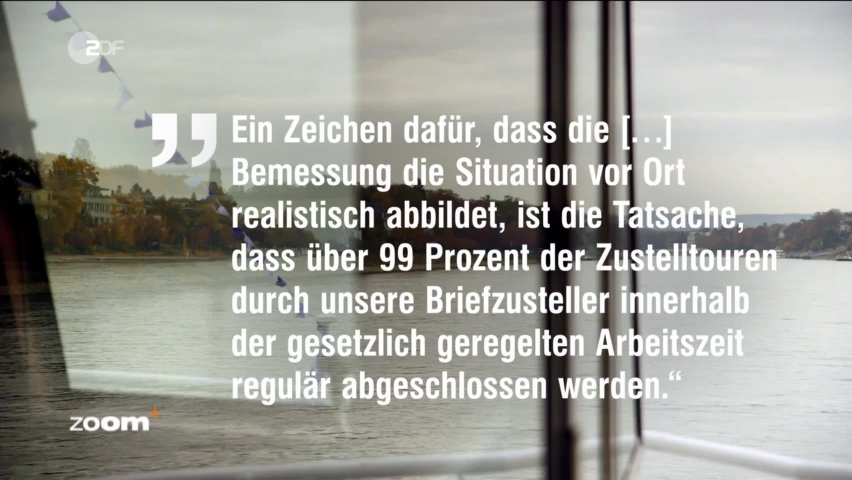 ZDF
„Ein Zeichen dafür, dass die [...]
Bemessung die Situation vor Ort
realistisch abbildet, ist die Tatsache,
dass über 99 Prozent der Zustelltouren
durch unsere Briefzusteller innerhalb
der gesetzlich geregelten Arbeitszeit
regulär abgeschlossen werden.“
zoom+